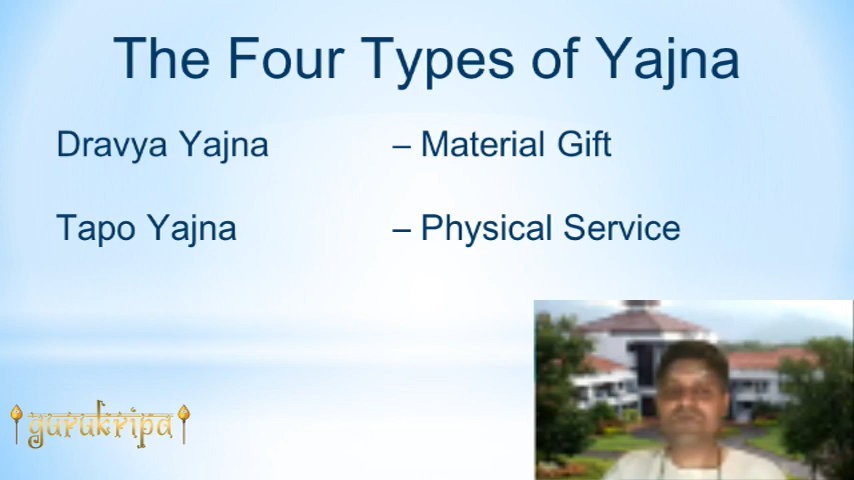 The Four Types of Yajna
Dravya Yajna – Material Gift
Tapo Yajna – Physical Service
gurukripa